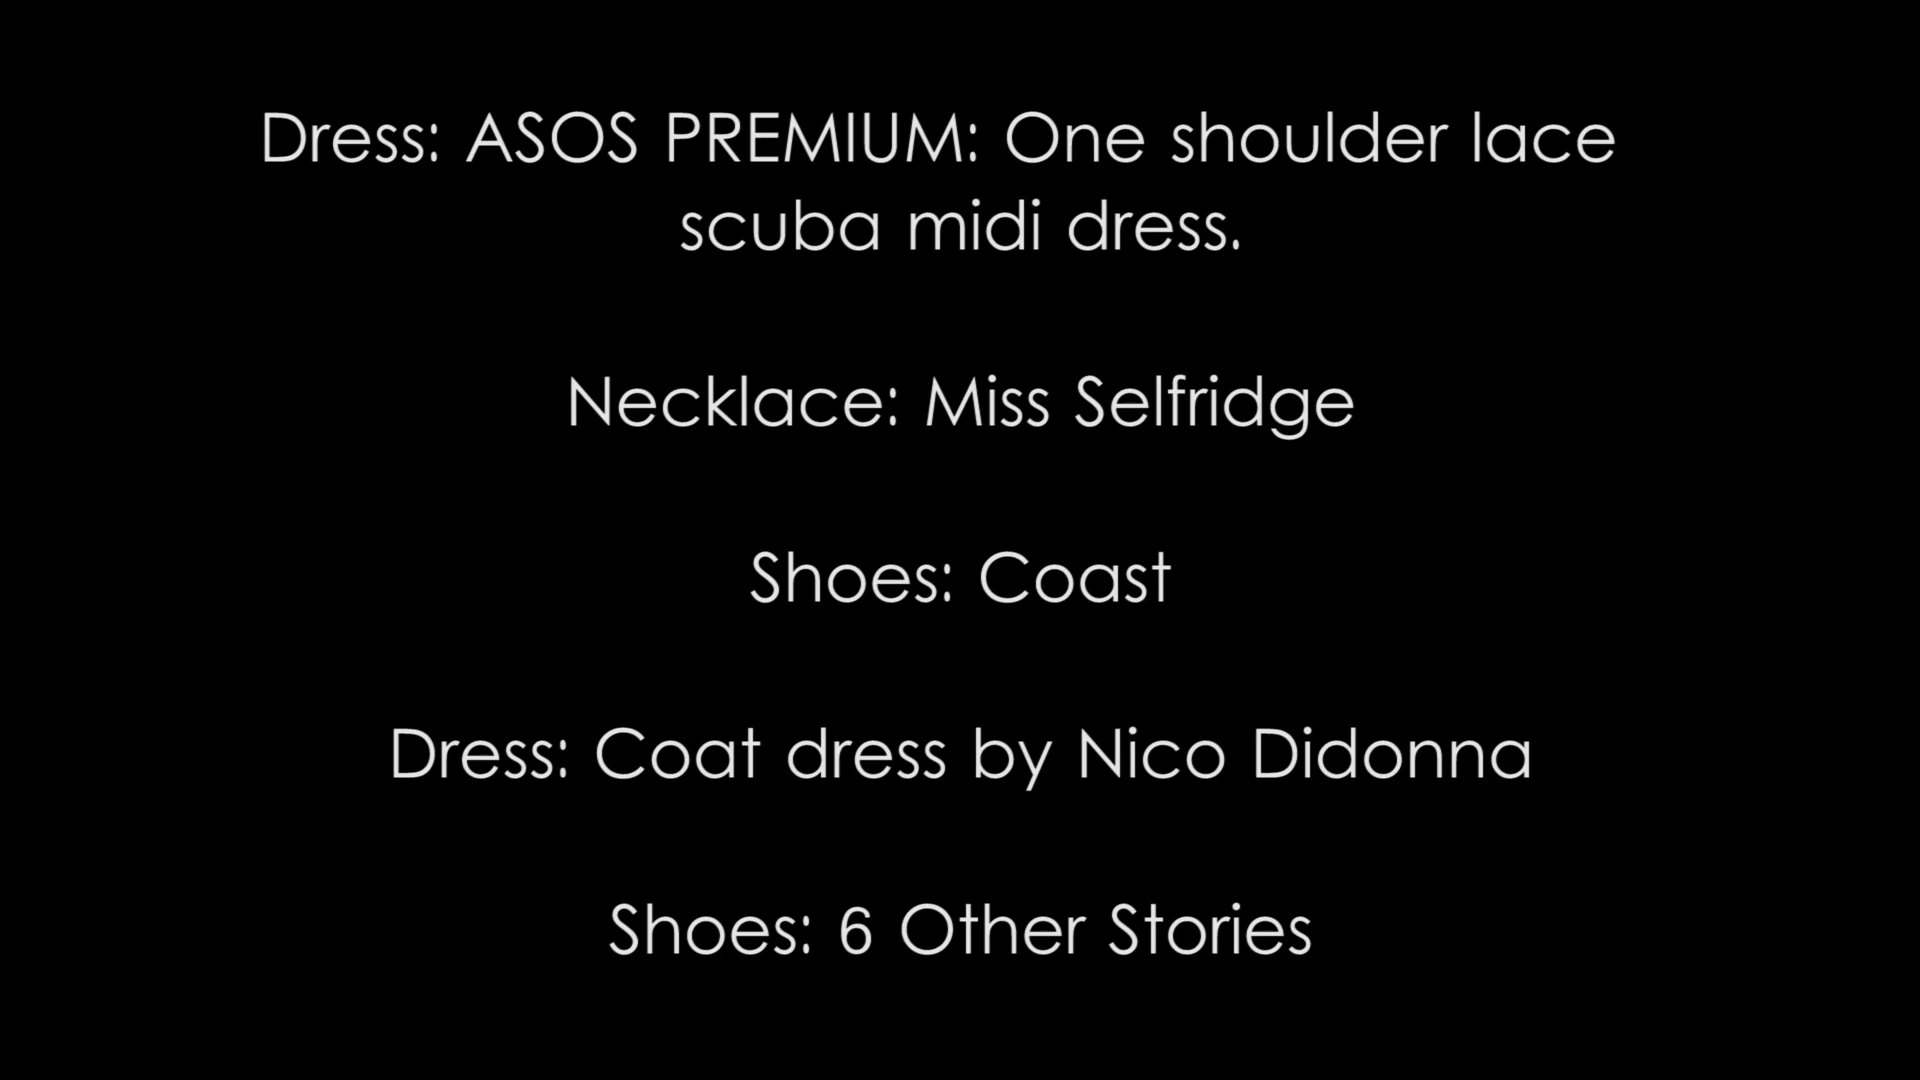 Dress: ASOS PREMIUM: One shoulder lace
scuba midi dress.
Necklace: Miss Selfridge
Shoes: Coast
Dress: Coat dress by Nico Didonna
Shoes: 6 Other Stories